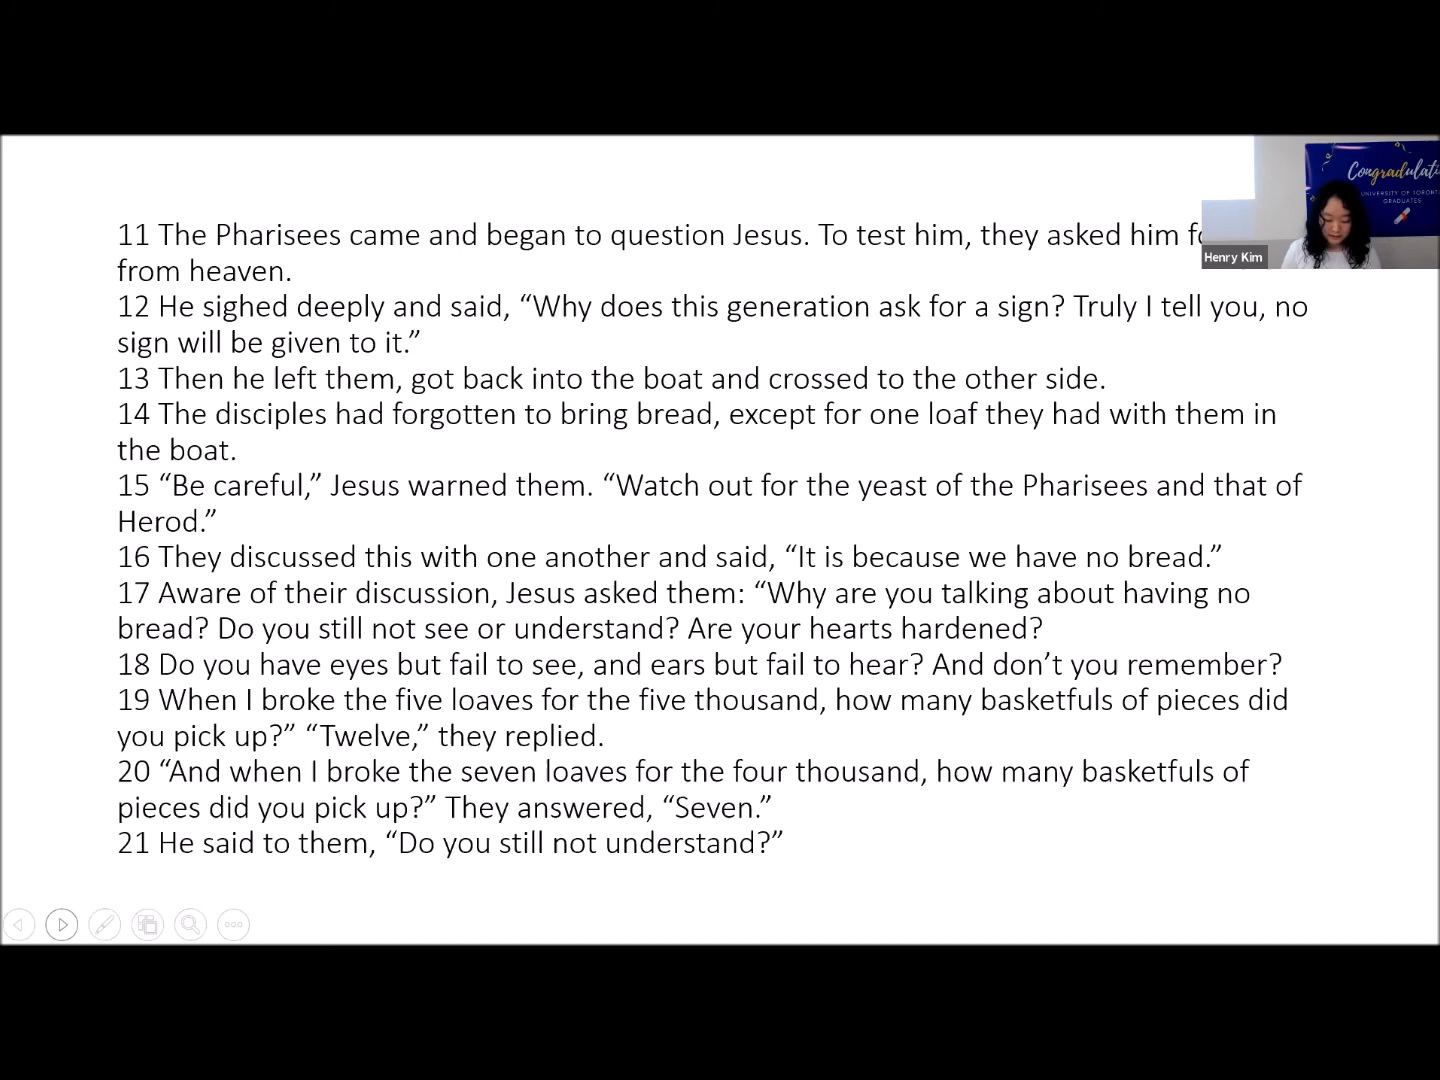 11 The Pharisees came and began to question Jesus. To test him, they asked him
from heaven.
12 He sighed deeply and said, “Why does this generation ask for a sign? Truly I tell you, no
sign will be given to it.”
13 Then he left them, got back into the boat and crossed to the other side.
14 The disciples had forgotten to bring bread, except for one loaf they had with them in
the boat.
15 “Be careful,” Jesus warned them. “Watch out for the yeast of the Pharisees and that of
Herod.”
16 They discussed this with one another and said, “It is because we have no bread.”
17 Aware of their discussion, Jesus asked them: “Why are you talking about having no
bread? Do you still not see or understand? Are your hearts hardened?
18 Do you have eyes but fail to see, and ears but fail to hear? And don’t you remember?
19 When I broke the five loaves for the five thousand, how many basketfuls of pieces did
you pick up?” “Twelve,” they replied.
20 “And when I broke the seven loaves for the four thousand, how many basketfuls of
pieces did you pick up?” They answered, “Seven.”
21 He said to them, “Do you still not understand?”
Congradulati
UNIVERSITY OF TORONT
GRADUATES
Henry Kim